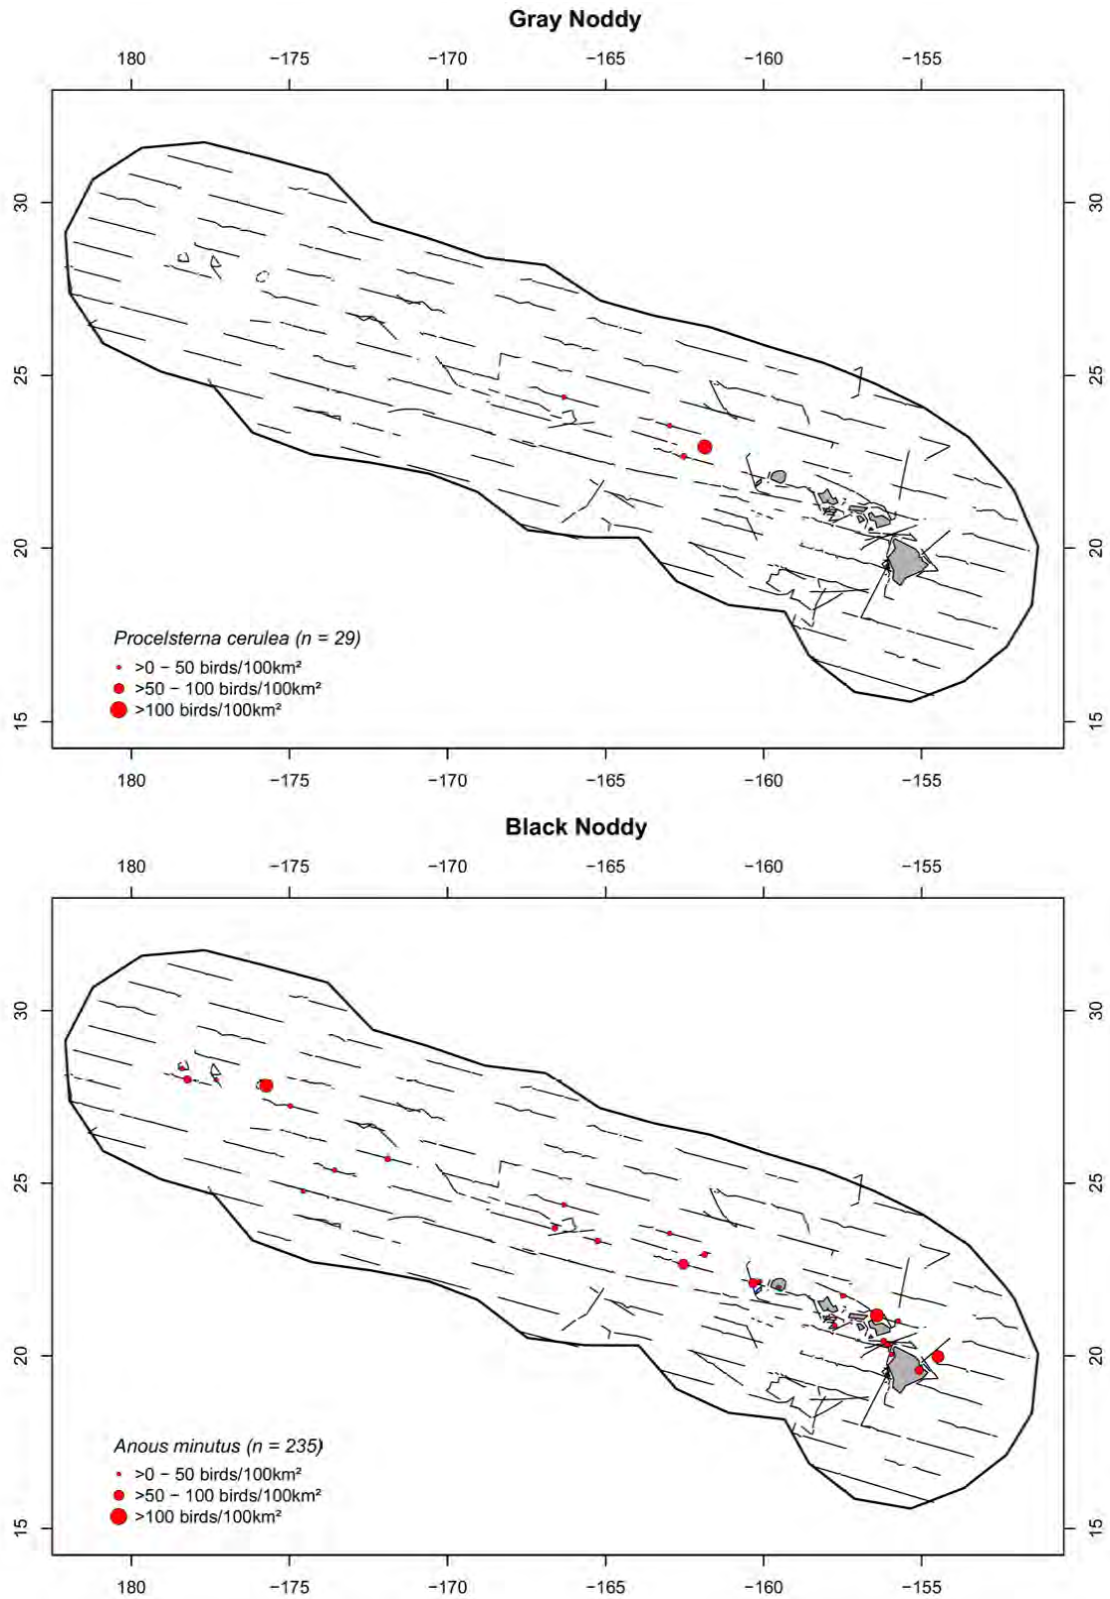 Gray Noddy
180 −175 −170 −165 −160 −155
30 30
25 25
20 20
15 15
Procelsterna cerulea (n = 29)
>0 − 50 birds/100km²
>50 − 100 birds/100km²
>100 birds/100km²
180 −175 −170 −165 −160 −155
Black Noddy
180 −175 −170 −165 −160 −155
30 30
25 25
20 20
15 15
Anous minutus (n = 235)
>0 − 50 birds/100km²
>50 − 100 birds/100km²
>100 birds/100km²
180 −175 −170 −165 −160 −155